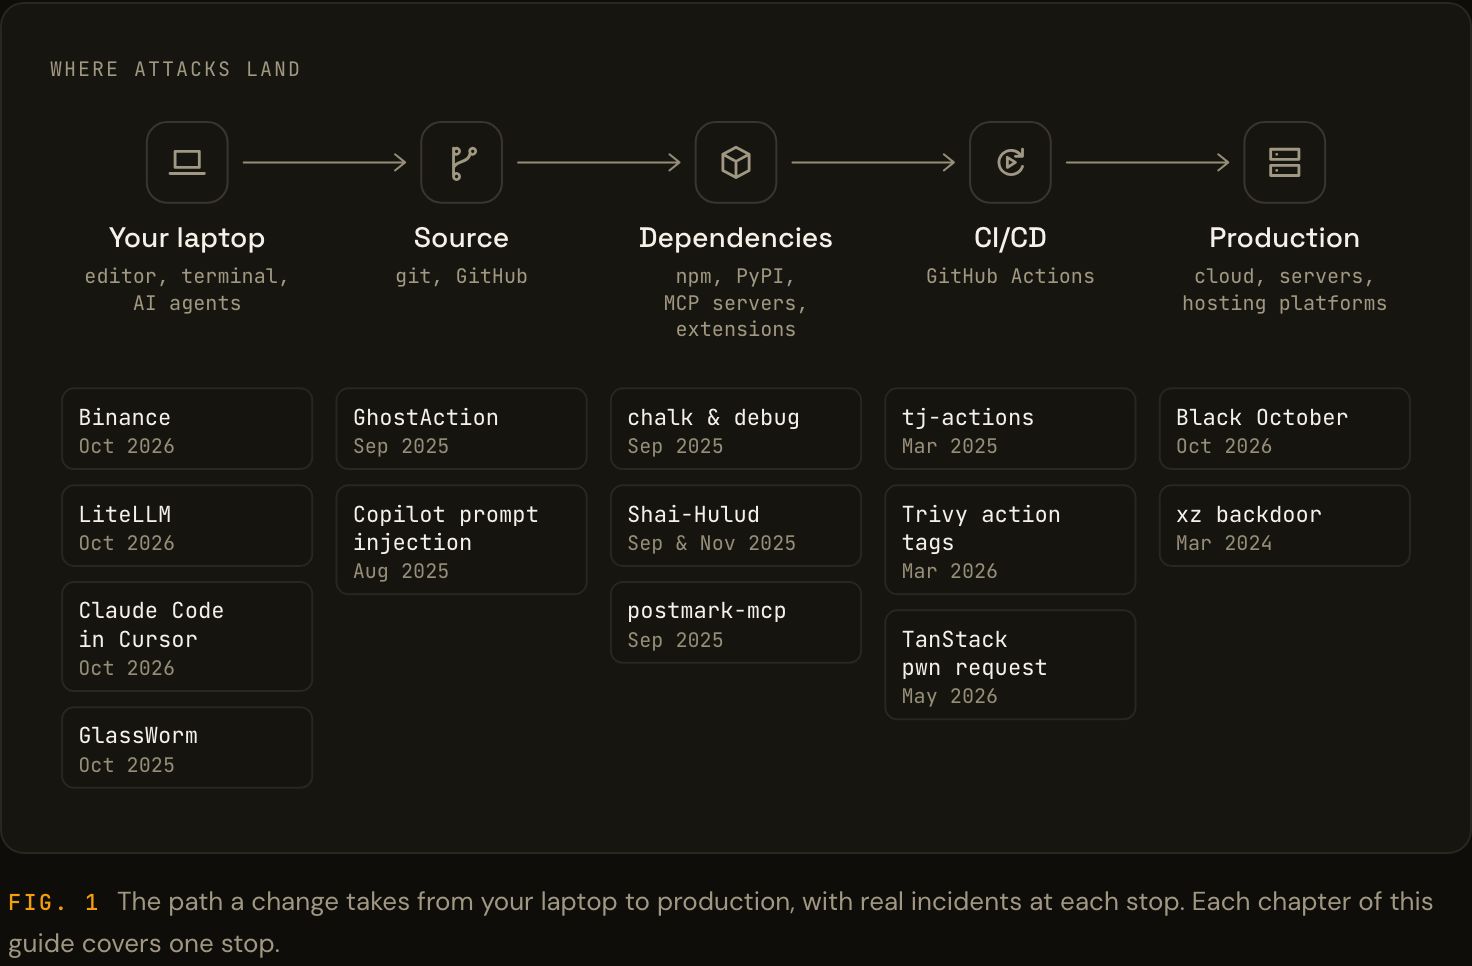 WHERE ATTACKS LAND
Your laptop
editor, terminal,
AI agents
Source
git, GitHub
Dependencies
npm, PyPI,
MCP servers,
extensions
CI/CD
GitHub Actions
Production
cloud, servers,
hosting platforms
Binance
Oct 2026
LiteLLM
Oct 2026
Claude Code
in Cursor
Oct 2026
GlassWorm
Oct 2025
GhostAction
Sep 2025
Copilot prompt
injection
Aug 2025
chalk & debug
Sep 2025
Shai-Hulud
Sep & Nov 2025
postmark-mcp
Sep 2025
tj-actions
Mar 2025
Trivy action
tags
Mar 2026
TanStack
pwn request
May 2026
Black October
Oct 2026
xz backdoor
Mar 2024
FIG. 1 The path a change takes from your laptop to production, with real incidents at each stop. Each chapter of this
guide covers one stop.